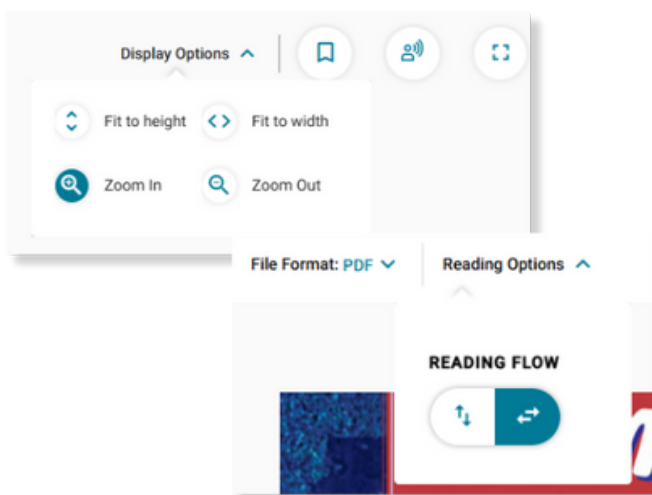 Display Options
Fit to height Fit to width
Zoom In Zoom Out
File Format: PDF Reading Options
READING FLOW